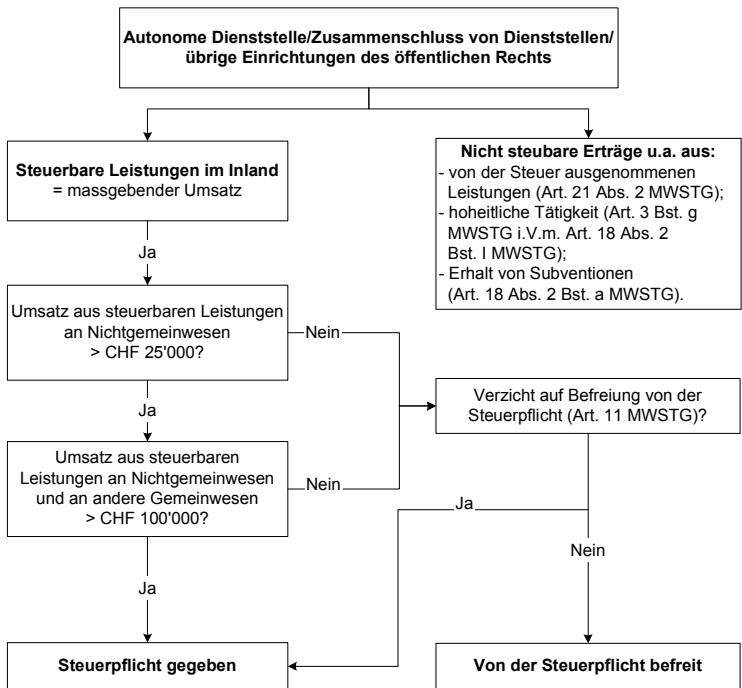 Autonome Dienststelle/Zusammenschluss von Dienststellen/
übrige Einrichtungen des öffentlichen Rechts
Steuerbare Leistungen im Inland
= massgebender Umsatz
Nicht steubare Erträge u.a. aus:
- von der Steuer ausgenommenen
Leistungen (Art. 21 Abs. 2 MWSTG);
- hoheitliche Tätigkeit (Art. 3 Bst. g
MWSTG i.V.m. Art. 18 Abs. 2
Bst. l MWSTG);
- Erhalt von Subventionen
(Art. 18 Abs. 2 Bst. a MWSTG).
Ja
Umsatz aus steuerbaren Leistungen
an Nichtgemeinwesen
> CHF 25'000?
Nein
Verzicht auf Befreiung von der
Steuerpflicht (Art. 11 MWSTG)?
Ja
Umsatz aus steuerbaren
Leistungen an Nichtgemeinwesen
und an andere Gemeinwesen
> CHF 100'000?
Nein
Ja
Nein
Ja
Steuerpflicht gegeben
Von der Steuerpflicht befreit